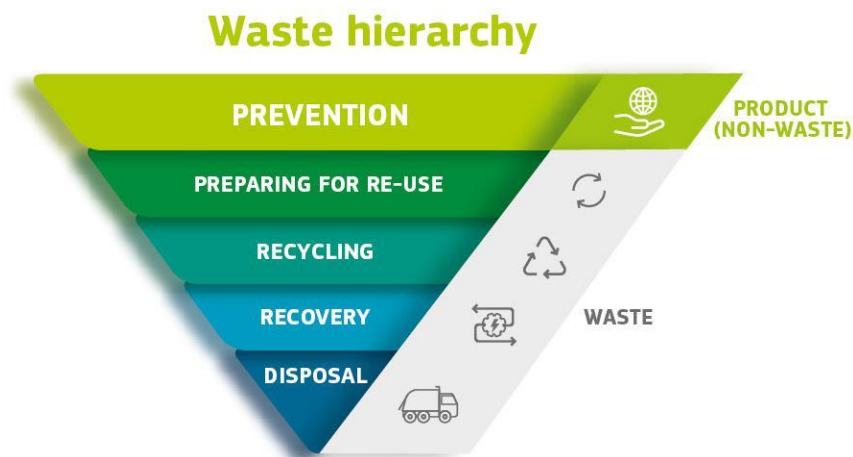 Waste hierarchy
PREVENTION
PRODUCT
(NON-WASTE)
PREPARING FOR RE-USE
RECYCLING
RECOVERY
WASTE
DISPOSAL